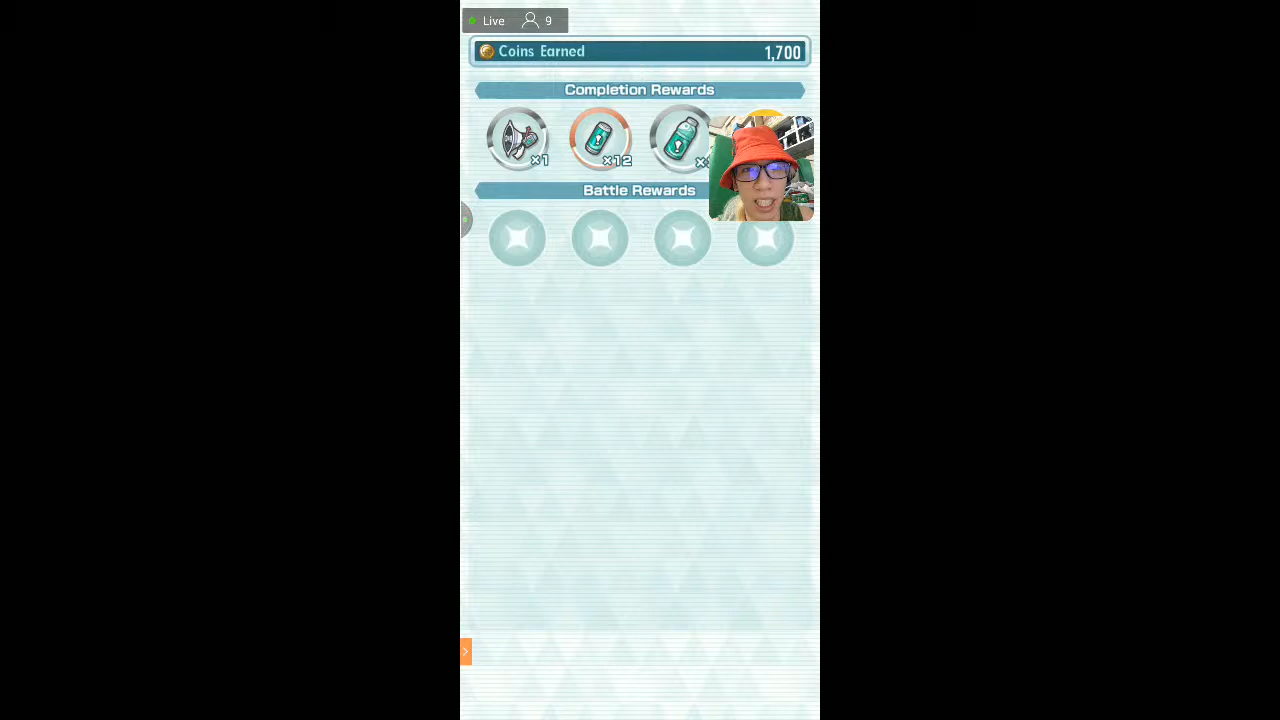 Live 9
Coins Earned 1,700
Completion Rewards
×1 ×12
Battle Rewards